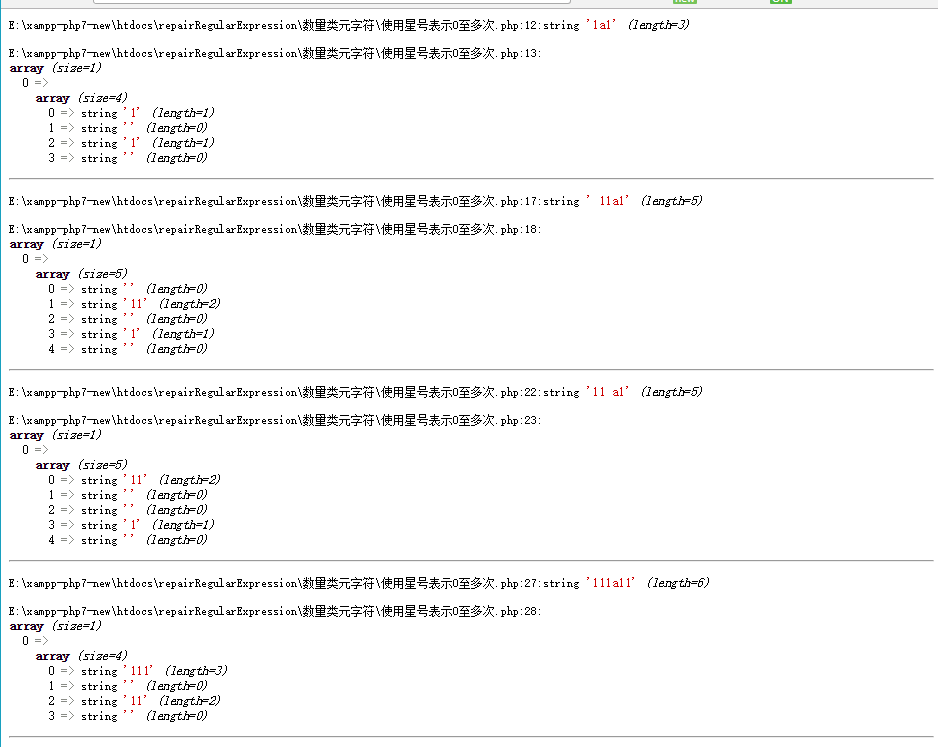 new
ON
E:\xampp-php7-new\htdocs\repairRegularExpression\数量类元字符\使用星号表示0至多次.php:12:string '1a1' (length=3)
E:\xampp-php7-new\htdocs\repairRegularExpression\数量类元字符\使用星号表示0至多次.php:13:
array (size=1)
0 =>
array (size=4)
0 => string '1' (length=1)
1 => string '' (length=0)
2 => string '1' (length=1)
3 => string '' (length=0)
E:\xampp-php7-new\htdocs\repairRegularExpression\数量类元字符\使用星号表示0至多次.php:17:string ' 11a1' (length=5)
E:\xampp-php7-new\htdocs\repairRegularExpression\数量类元字符\使用星号表示0至多次.php:18:
array (size=1)
0 =>
array (size=5)
0 => string '' (length=0)
1 => string '11' (length=2)
2 => string '' (length=0)
3 => string '1' (length=1)
4 => string '' (length=0)
E:\xampp-php7-new\htdocs\repairRegularExpression\数量类元字符\使用星号表示0至多次.php:22:string '11 a1' (length=5)
E:\xampp-php7-new\htdocs\repairRegularExpression\数量类元字符\使用星号表示0至多次.php:23:
array (size=1)
0 =>
array (size=5)
0 => string '11' (length=2)
1 => string '' (length=0)
2 => string '' (length=0)
3 => string '1' (length=1)
4 => string '' (length=0)
E:\xampp-php7-new\htdocs\repairRegularExpression\数量类元字符\使用星号表示0至多次.php:27:string '111a11' (length=6)
E:\xampp-php7-new\htdocs\repairRegularExpression\数量类元字符\使用星号表示0至多次.php:28:
array (size=1)
0 =>
array (size=4)
0 => string '111' (length=3)
1 => string '' (length=0)
2 => string '11' (length=2)
3 => string '' (length=0)